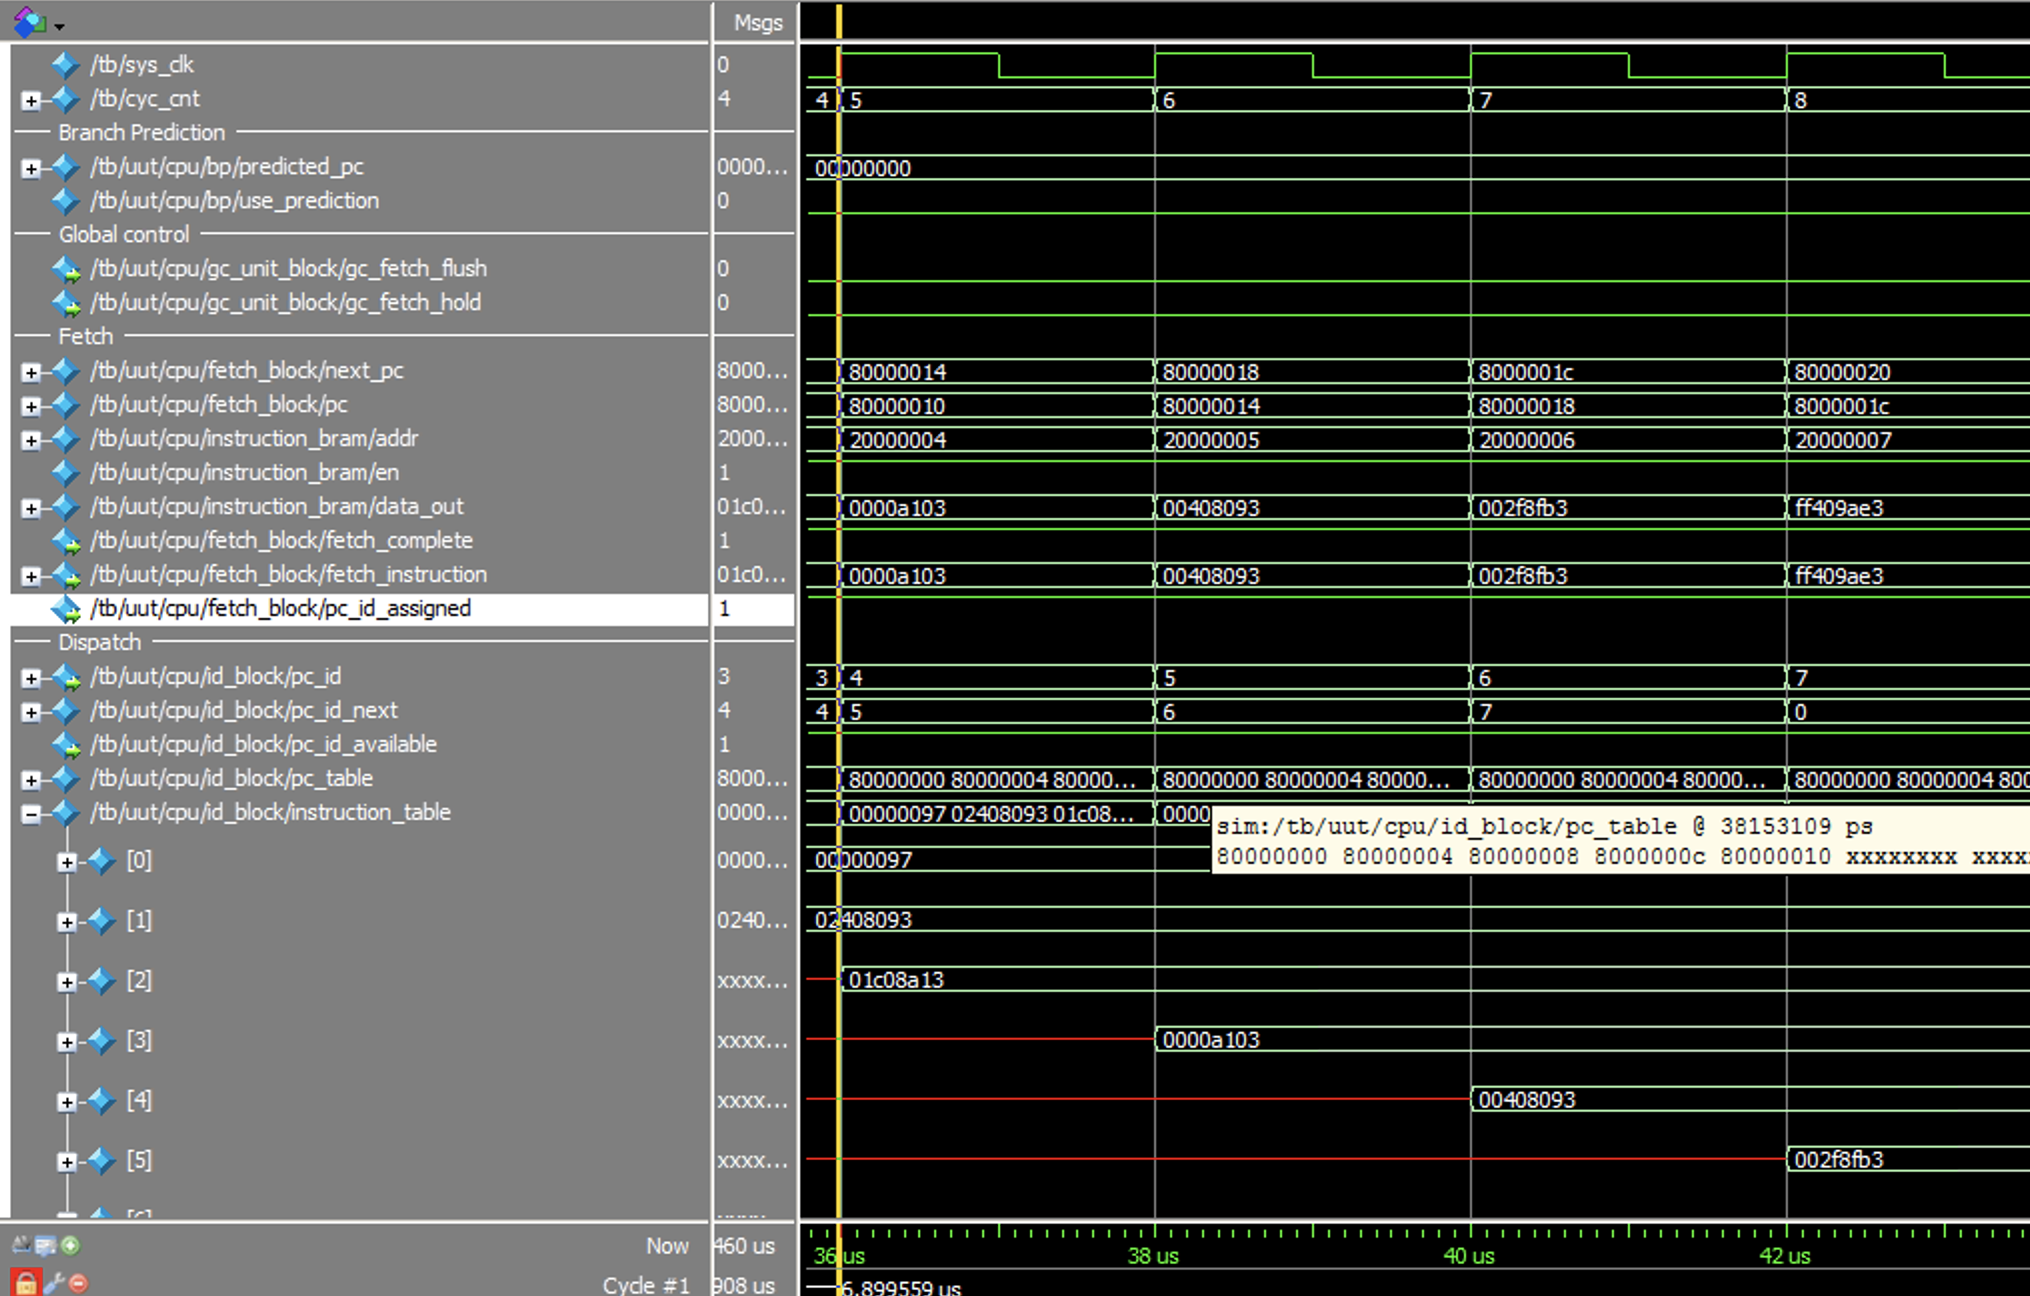 Msgs
/tb/sys_clk 0
/tb/cyc_cnt 4 4 5 6 7 8
Branch Prediction
/tb/uut/cpu/bp/predicted_pc 0000... 00000000
/tb/uut/cpu/bp/use_prediction 0
Global control
/tb/uut/cpu/gc_unit_block/gc_fetch_flush 0
/tb/uut/cpu/gc_unit_block/gc_fetch_hold 0
Fetch
/tb/uut/cpu/fetch_block/next_pc 8000... 80000014 80000018 8000001c 80000020
/tb/uut/cpu/fetch_block/pc 8000... 80000010 80000014 80000018 8000001c
/tb/uut/cpu/instruction_bram/addr 2000... 20000004 20000005 20000006 20000007
/tb/uut/cpu/instruction_bram/en 1
/tb/uut/cpu/instruction_bram/data_out 01c0... 0000a103 00408093 002f8fb3 ff409ae3
/tb/uut/cpu/fetch_block/fetch_complete 1
/tb/uut/cpu/fetch_block/fetch_instruction 01c0... 0000a103 00408093 002f8fb3 ff409ae3
/tb/uut/cpu/fetch_block/pc_id_assigned 1
Dispatch
/tb/uut/cpu/id_block/pc_id 3 3 4 5 6 7
/tb/uut/cpu/id_block/pc_id_next 4 4 5 6 7 0
/tb/uut/cpu/id_block/pc_id_available 1
/tb/uut/cpu/id_block/pc_table 8000... 80000000 80000004 80000... 80000000 80000004 80000... 80000000 80000004 80000... 80000000 80000004 800
/tb/uut/cpu/id_block/instruction_table 0000... 00000097 02408093 01c08... 0000
sim:/tb/uut/cpu/id_block/pc_table @ 38153109 ps
80000000 80000004 80000008 8000000c 80000010 xxxxxxxx xxxx
[0] 0000... 00000097
[1] 0240... 02408093
[2] xxxx... 01c08a13
[3] xxxx... 0000a103
[4] xxxx... 00408093
[5] xxxx... 002f8fb3
Now 460 us 36 us 38 us 40 us 42 us
Cycle #1 908 us 6.899559 us